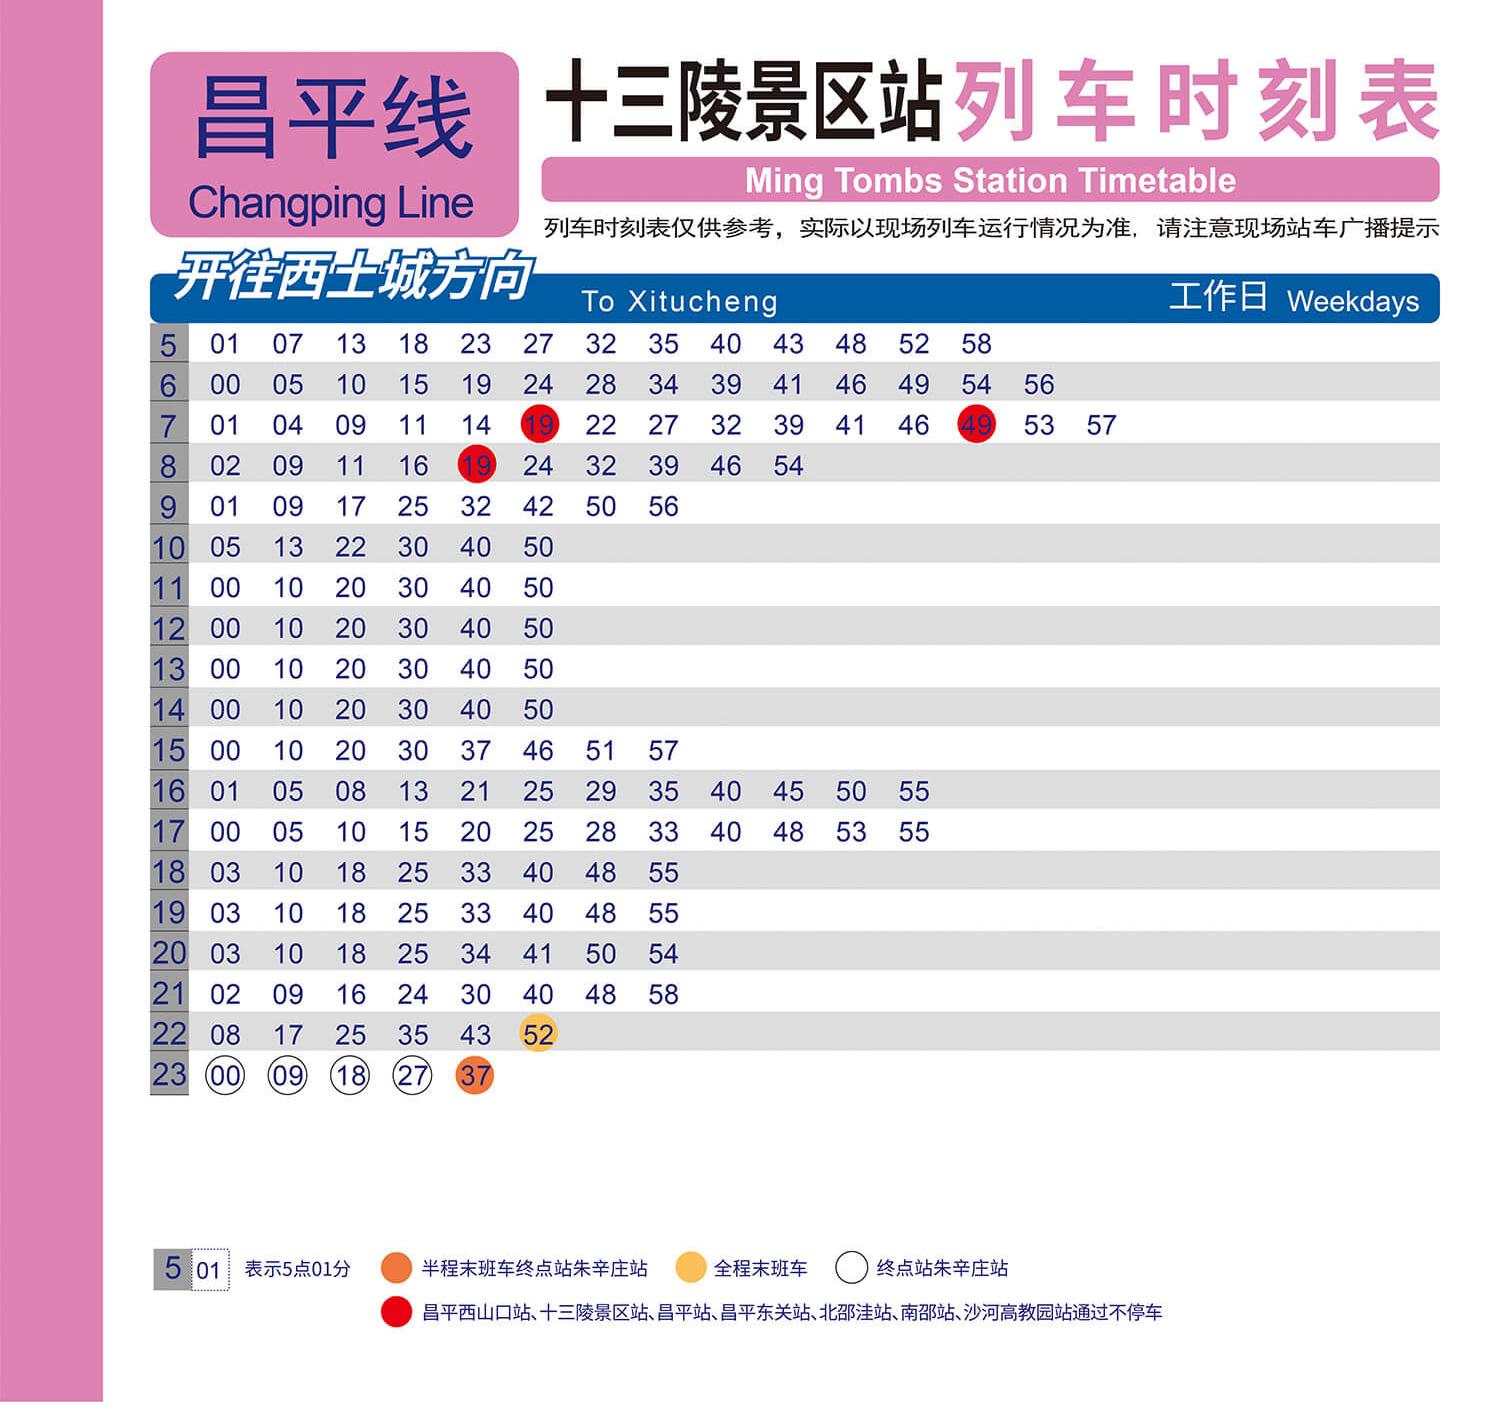 昌平线
Changping Line
十三陵景区站列车时刻表
Ming Tombs Station Timetable
列车时刻表仅供参考，实际以现场列车运行情况为准，请注意现场站车广播提示
开往西土城方向 To Xitucheng 工作日 Weekdays
5 01 07 13 18 23 27 32 35 40 43 48 52 58
6 00 05 10 15 19 24 28 34 39 41 46 49 54 56
7 01 04 09 11 14 19 22 27 32 39 41 46 49 53 57
8 02 09 11 16 19 24 32 39 46 54
9 01 09 17 25 32 42 50 56
10 05 13 22 30 40 50
11 00 10 20 30 40 50
12 00 10 20 30 40 50
13 00 10 20 30 40 50
14 00 10 20 30 40 50
15 00 10 20 30 37 46 51 57
16 01 05 08 13 21 25 29 35 40 45 50 55
17 00 05 10 15 20 25 28 33 40 48 53 55
18 03 10 18 25 33 40 48 55
19 03 10 18 25 33 40 48 55
20 03 10 18 25 34 41 50 54
21 02 09 16 24 30 40 48 58
22 08 17 25 35 43 52
23 00 09 18 27 37
5 01 表示5点01分 半程末班车终点站朱辛庄站 全程末班车 终点站朱辛庄站
昌平西山口站、十三陵景区站、昌平站、昌平东关站、北邵洼站、南邵站、沙河高教园站通过不停车